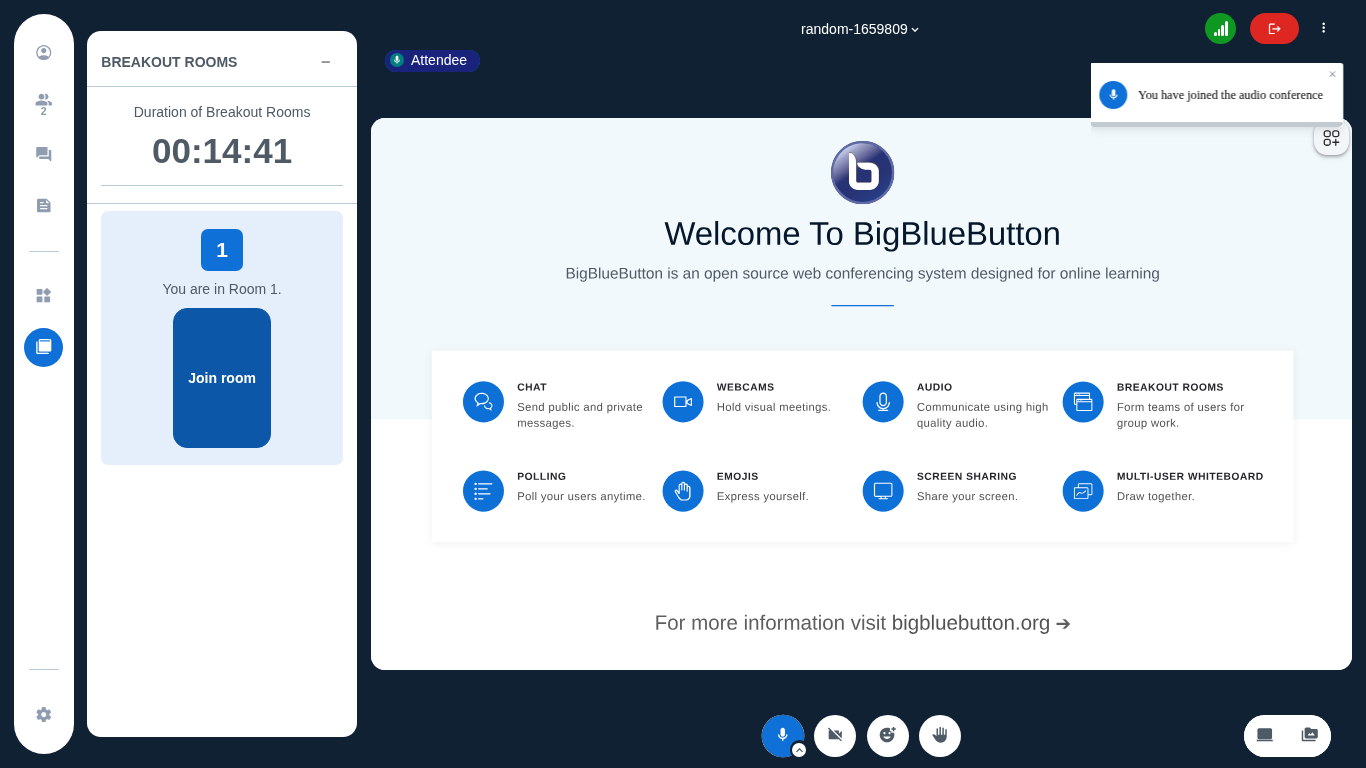 random-1659809
Attendee
You have joined the audio conference
2
BREAKOUT ROOMS
Duration of Breakout Rooms
00:14:41
1
You are in Room 1.
Join room
Welcome To BigBlueButton
BigBlueButton is an open source web conferencing system designed for online learning
CHAT
Send public and private
messages.
WEBCAMS
Hold visual meetings.
AUDIO
Communicate using high
quality audio.
BREAKOUT ROOMS
Form teams of users for
group work.
POLLING
Poll your users anytime.
EMOJIS
Express yourself.
SCREEN SHARING
Share your screen.
MULTI-USER WHITEBOARD
Draw together.
For more information visit bigbluebutton.org →